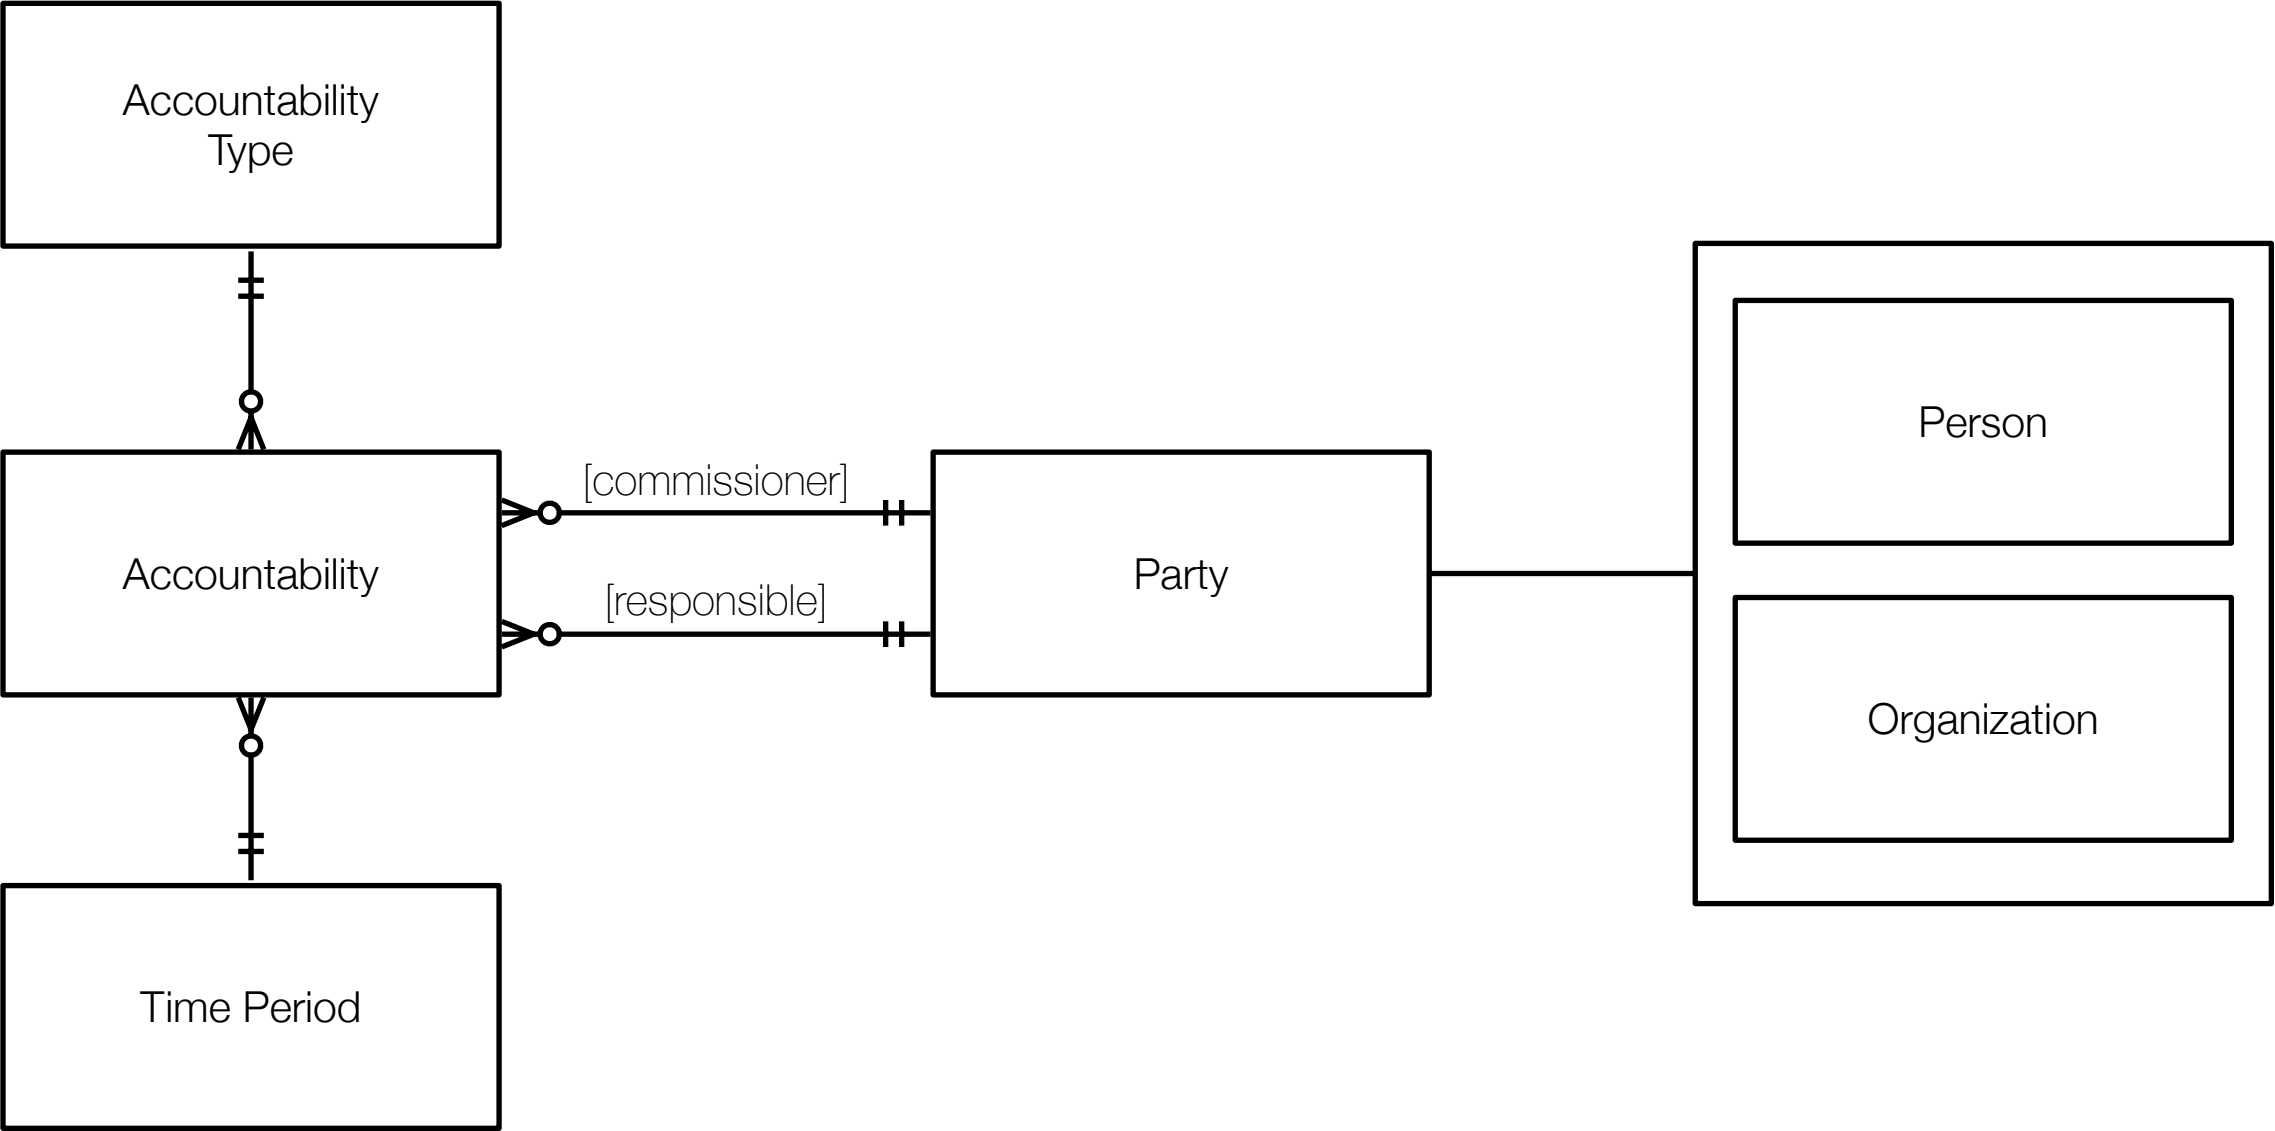 Accountability
Type
Person
[commissioner]
Accountability
Party
[responsible]
Organization
Time Period